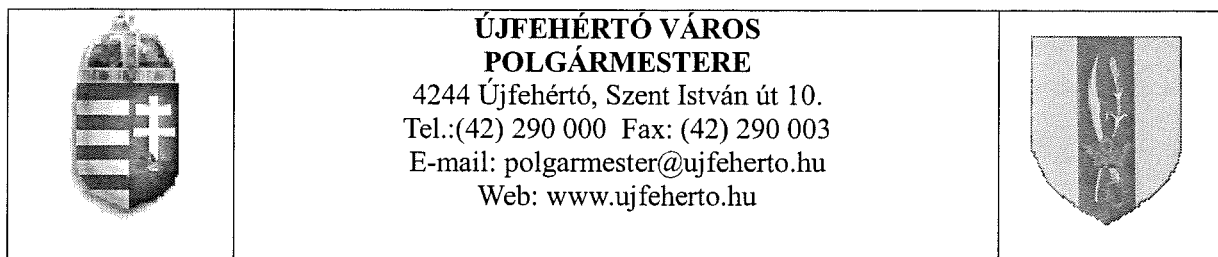 ÚJFEHÉRTÓ VÁROS
POLGÁRMESTERE
4244 Újfehértó, Szent István út 10.
Tel.:(42) 290 000 Fax: (42) 290 003
E-mail: polgarmester@ujfeherto.hu
Web: www.ujfeherto.hu